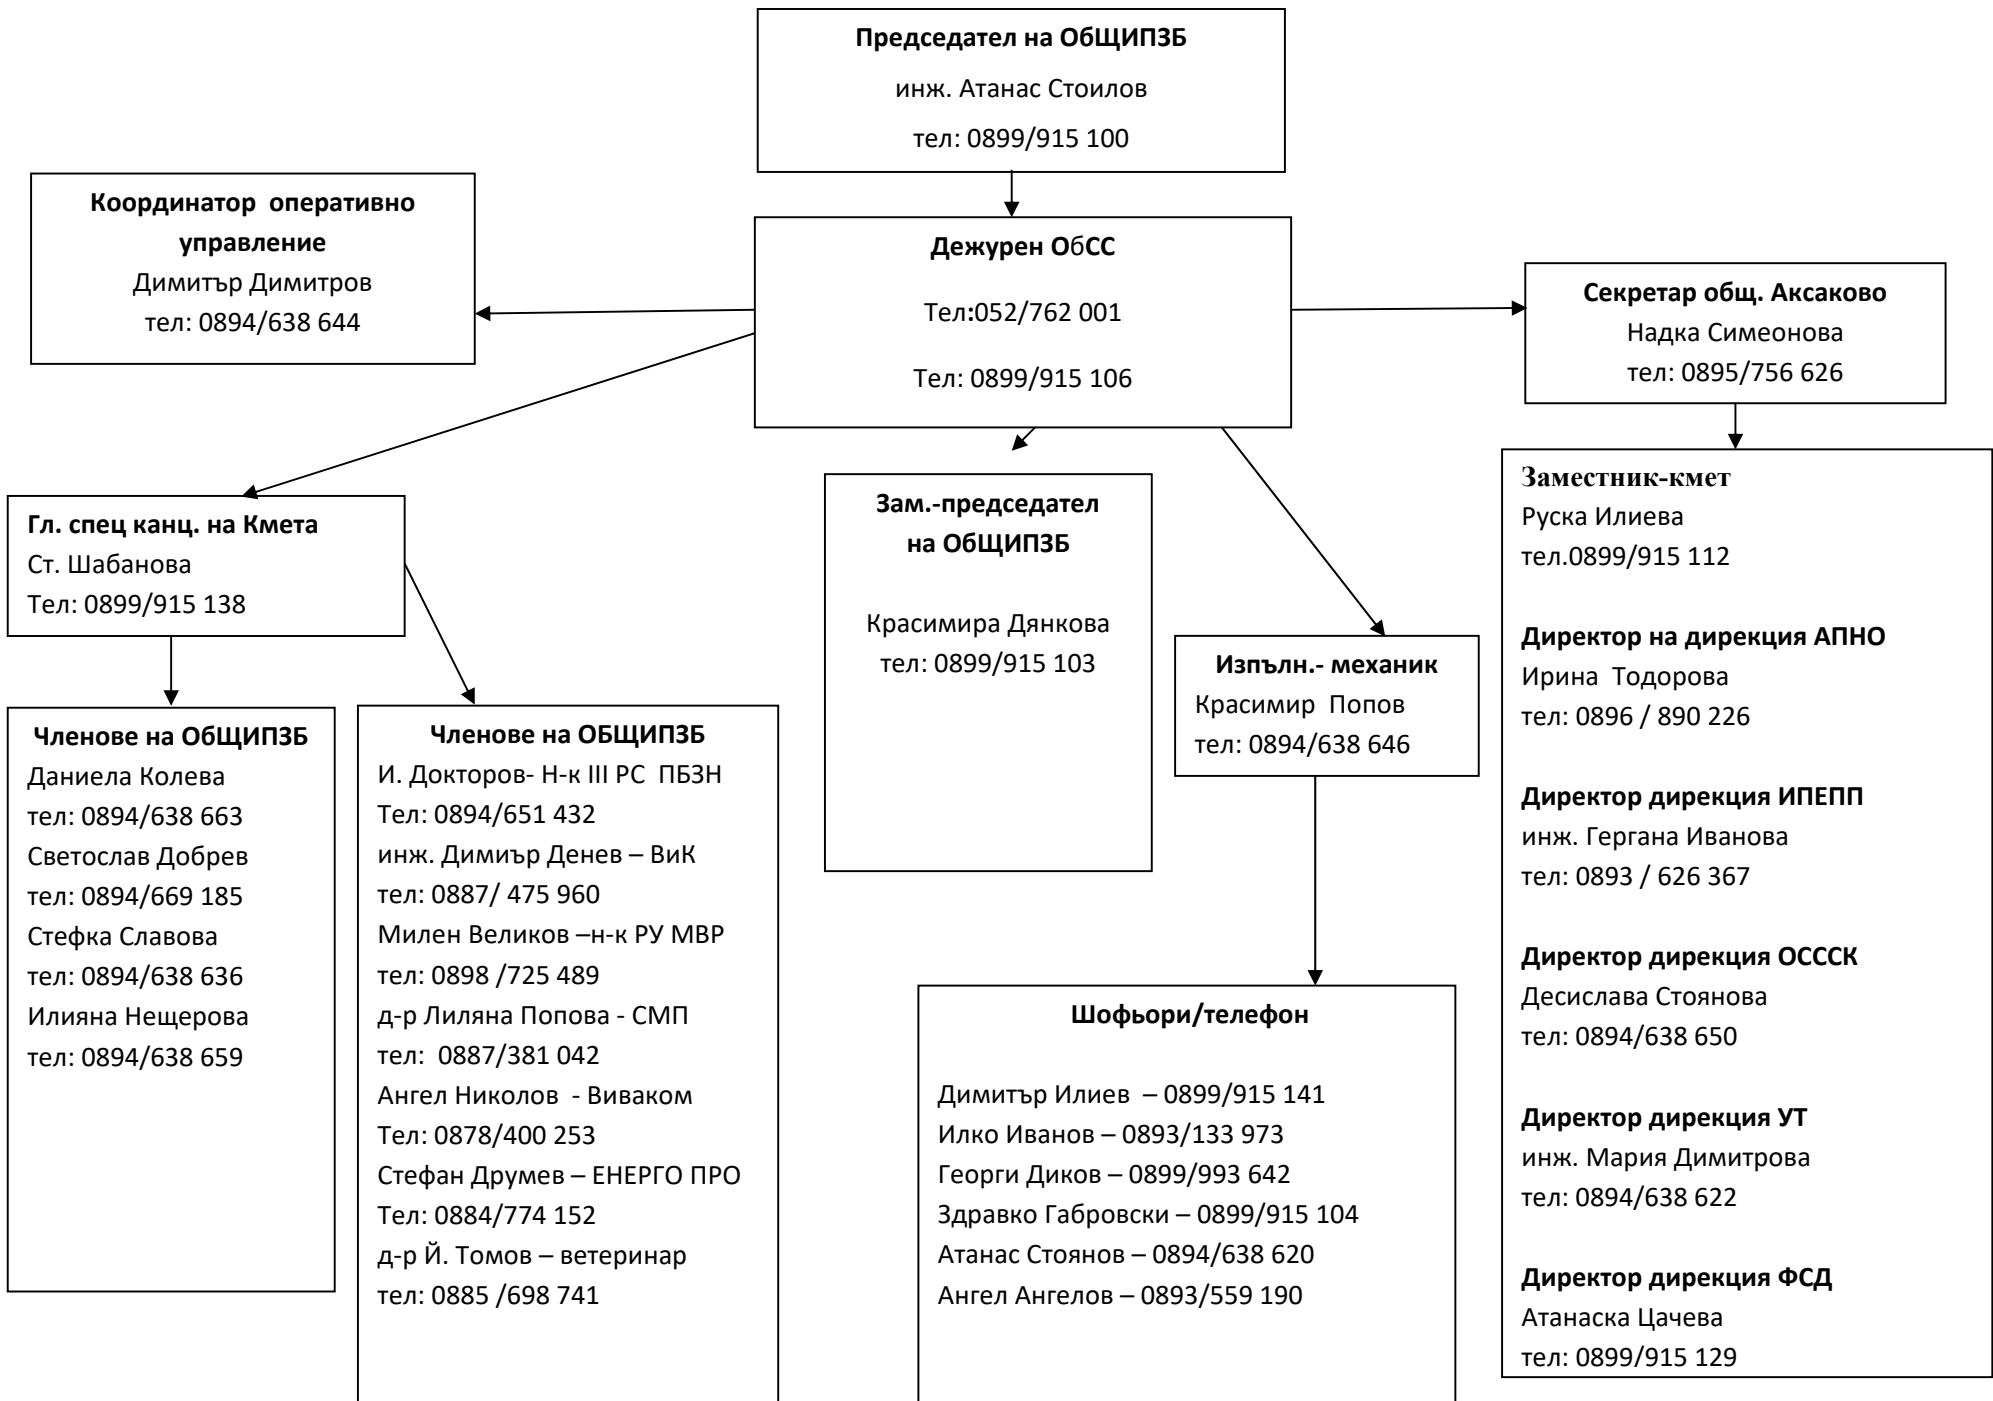 Председател на ОбЩИПЗБ
инж. Атанас Стоилов
тел: 0899/915 100
Координатор  оперативно
управление
Димитър Димитров
тел: 0894/638 644
Дежурен ОбСС
Тел:052/762 001
Тел: 0899/915 106
Секретар общ. Аксаково
Надка Симеонова
тел: 0895/756 626
Гл. спец канц. на Кмета
Ст. Шабанова
Тел: 0899/915 138
Зам.-председател
на ОбЩИПЗБ
Красимира Дянкова
тел: 0899/915 103
Изпълн.- механик
Красимир  Попов
тел: 0894/638 646
Заместник-кмет
Руска Илиева
тел.0899/915 112
Директор на дирекция АПНО
Ирина  Тодорова
тел: 0896 / 890 226
Директор дирекция ИПЕПП
инж. Гергана Иванова
тел: 0893 / 626 367
Директор дирекция ОСССК
Десислава Стоянова
тел: 0894/638 650
Директор дирекция УТ
инж. Мария Димитрова
тел: 0894/638 622
Директор дирекция ФСД
Атанаска Цачева
тел: 0899/915 129
Членове на ОбЩИПЗБ
Даниела Колева
тел: 0894/638 663
Светослав Добрев
тел: 0894/669 185
Стефка Славова
тел: 0894/638 636
Илияна Нещерова
тел: 0894/638 659
Членове на ОБЩИПЗБ
И. Докторов- Н-к III РС  ПБЗН
Тел: 0894/651 432
инж. Димиър Денев – ВиК
тел: 0887/ 475 960
Милен Великов –н-к РУ МВР
тел: 0898 /725 489
д-р Лиляна Попова - СМП
тел:  0887/381 042
Ангел Николов  - Виваком
Тел: 0878/400 253
Стефан Друмев – ЕНЕРГО ПРО
Тел: 0884/774 152
д-р Й. Томов – ветеринар
тел: 0885 /698 741
Шофьори/телефон
Димитър Илиев  – 0899/915 141
Илко Иванов – 0893/133 973
Георги Диков – 0899/993 642
Здравко Габровски – 0899/915 104
Атанас Стоянов – 0894/638 620
Ангел Ангелов – 0893/559 190